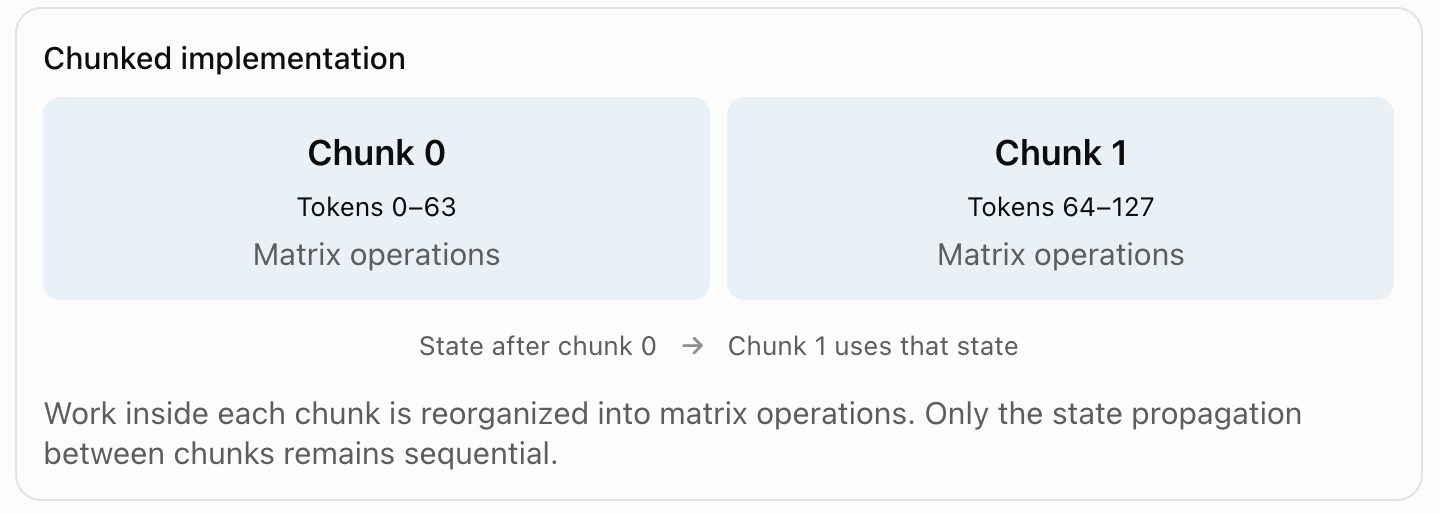 Chunked implementation
Chunk 0
Tokens 0–63
Matrix operations
Chunk 1
Tokens 64–127
Matrix operations
State after chunk 0 → Chunk 1 uses that state
Work inside each chunk is reorganized into matrix operations. Only the state propagation
between chunks remains sequential.